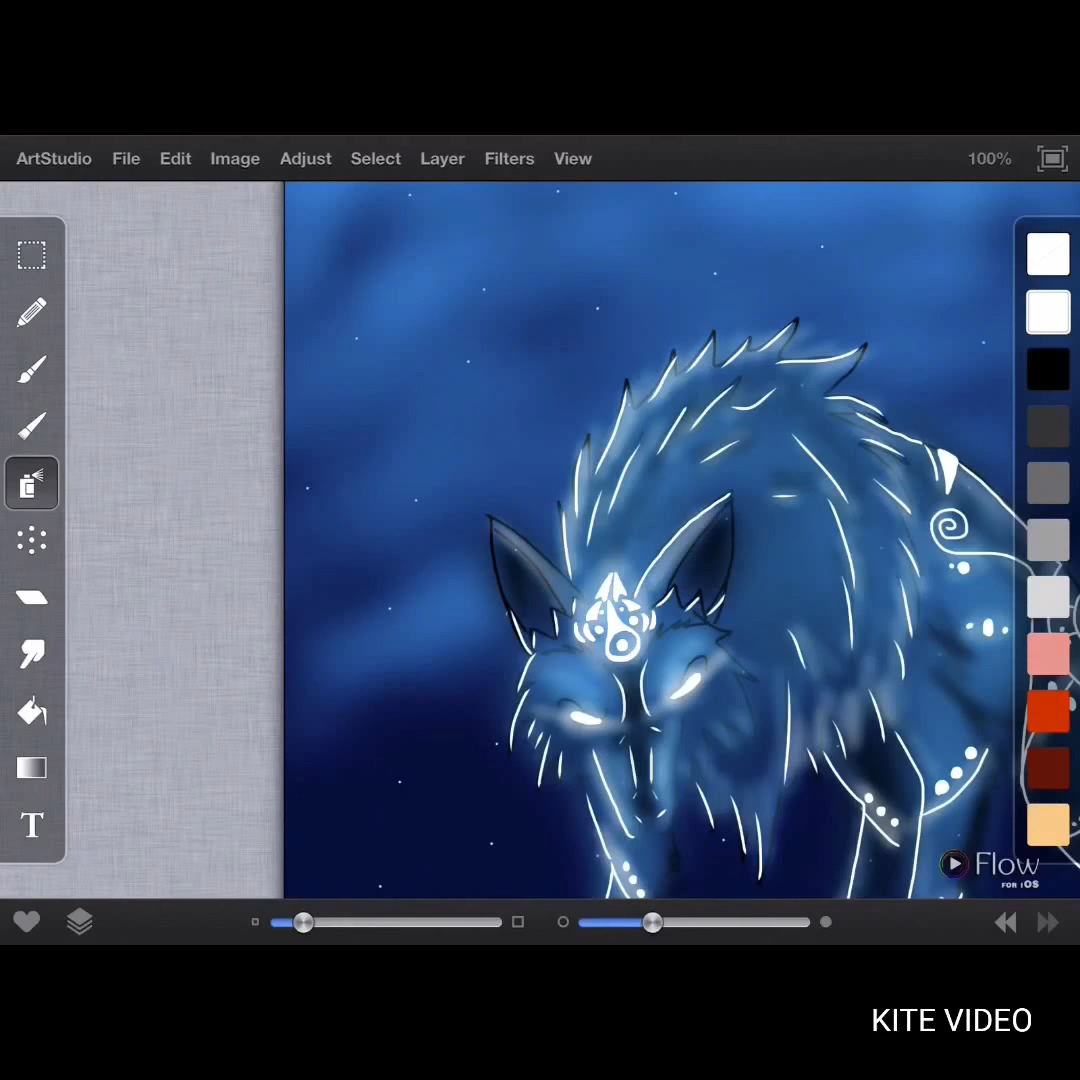 ArtStudio File Edit Image Adjust Select Layer Filters View 100%
T
Flow
FOR iOS
KITE VIDEO